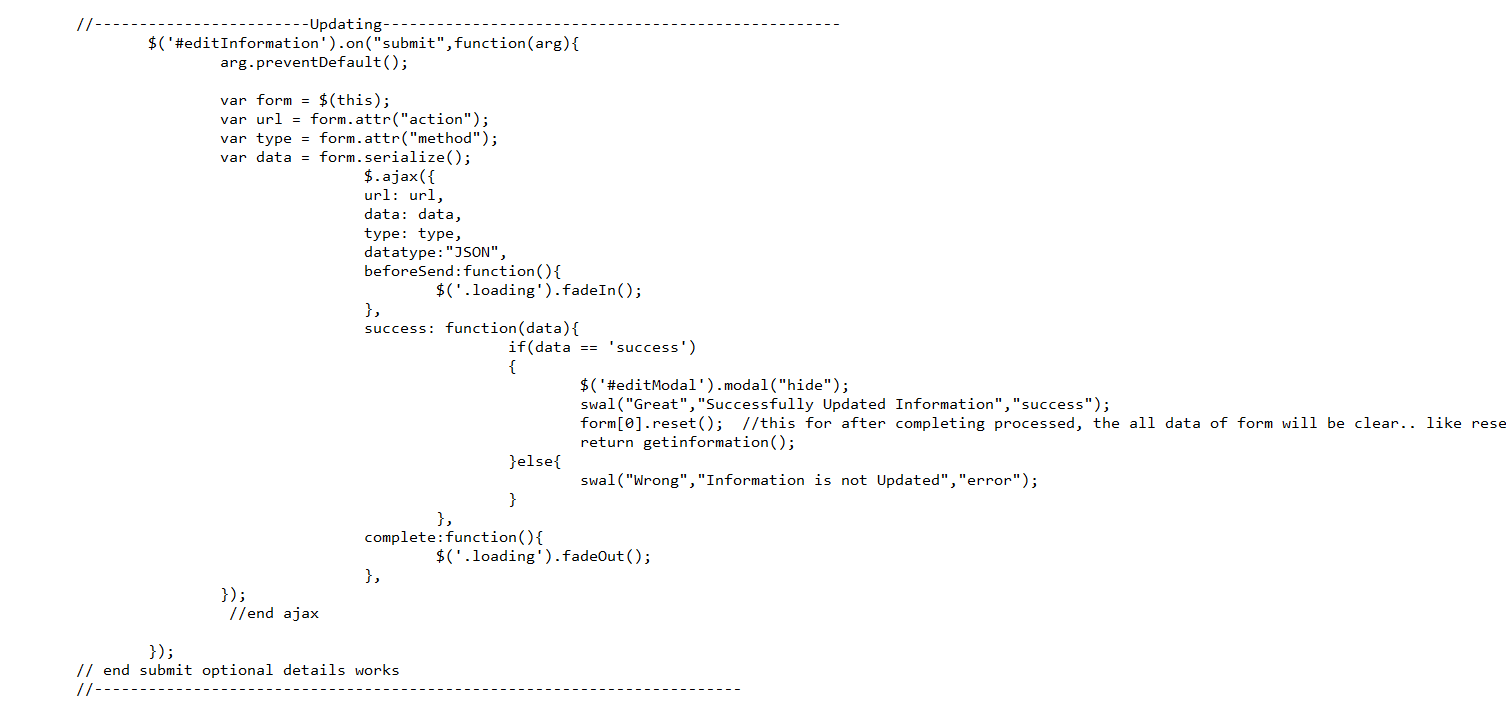 //------------------------Updating---------------------------------------------------
$('#editInformation').on("submit",function(arg){
arg.preventDefault();
var form = $(this);
var url = form.attr("action");
var type = form.attr("method");
var data = form.serialize();
$.ajax({
url: url,
data: data,
type: type,
datatype:"JSON",
beforeSend:function(){
$('.loading').fadeIn();
},
success: function(data){
if(data == 'success')
{
$('#editModal').modal("hide");
swal("Great","Successfully Updated Information","success");
form[0].reset();  //this for after completing processed, the all data of form will be clear.. like rese
return getinformation();
}else{
swal("Wrong","Information is not Updated","error");
}
},
complete:function(){
$('.loading').fadeOut();
},
});
//end ajax
});
// end submit optional details works
//------------------------------------------------------------------------